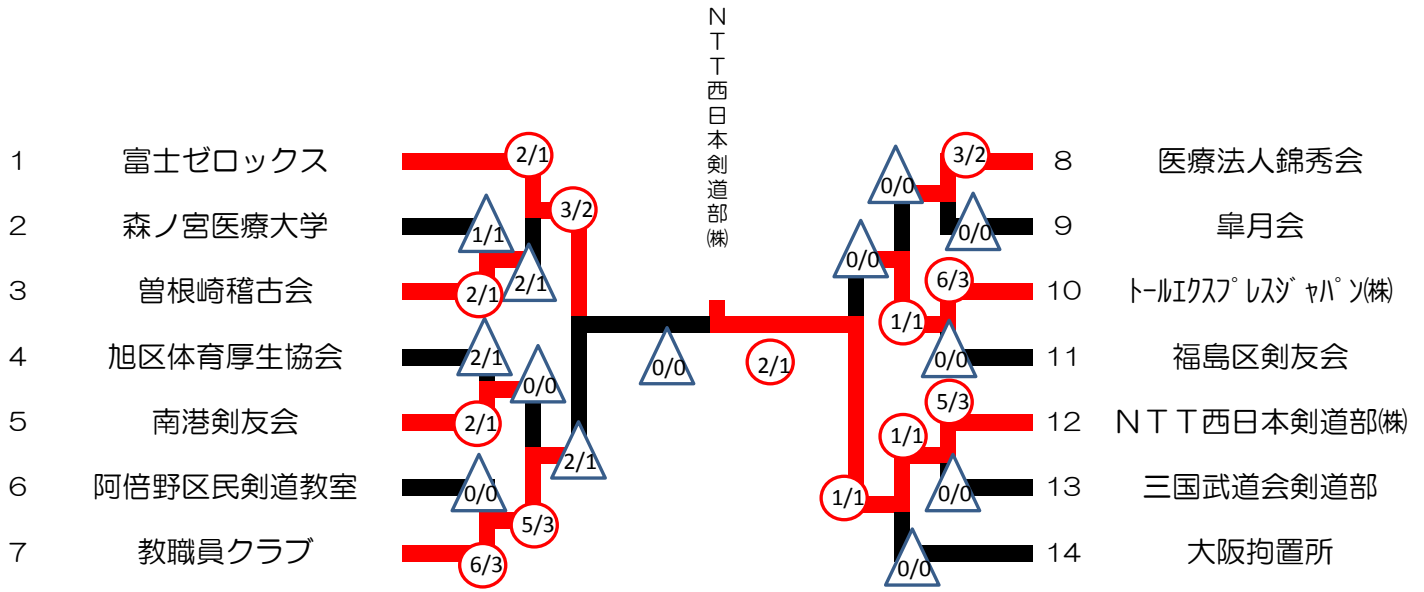 NTT西日本剣道部㈱
1 富士ゼロックス
2 森ノ宮医療大学
3 曽根崎稽古会
4 旭区体育厚生協会
5 南港剣友会
6 阿倍野区民剣道教室
7 教職員クラブ
2/1
1/1
2/1
2/1
3/2
2/1
0/0
2/1
0/0
5/3
6/3
2/1
0/0
2/1
0/0
1/1
0/0
1/1
1/1
0/0
3/2
0/0
6/3
0/0
5/3
0/0
8 医療法人錦秀会
9 皐月会
10 ﾄｰﾙｴｸｽﾌﾟﾚｽｼﾞｬﾊﾟﾝ㈱
11 福島区剣友会
12 NTT西日本剣道部㈱
13 三国武道会剣道部
14 大阪拘置所